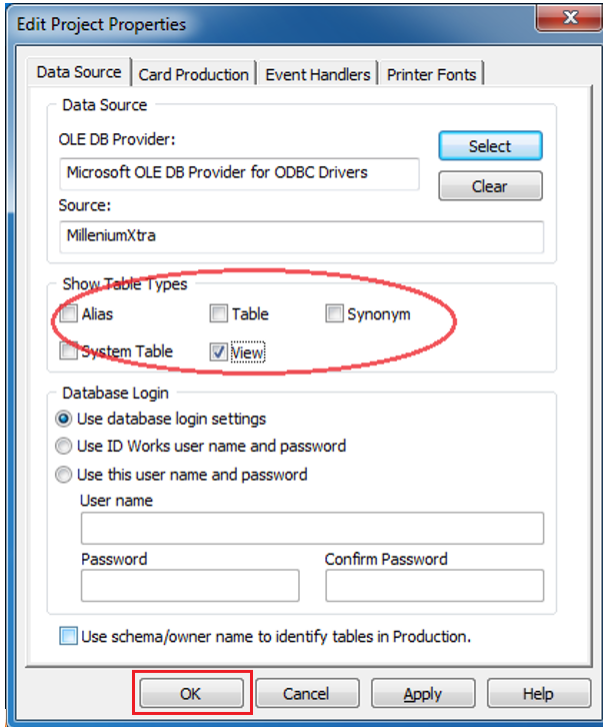 Edit Project Properties
Data Source Card Production Event Handlers Printer Fonts
Data Source
OLE DB Provider:
Select
Microsoft OLE DB Provider for ODBC Drivers
Clear
Source:
MilleniumXtra
Show Table Types
Alias Table Synonym
System Table View
Database Login
Use database login settings
Use ID Works user name and password
Use this user name and password
User name
Password Confirm Password
Use schema/owner name to identify tables in Production.
OK Cancel Apply Help